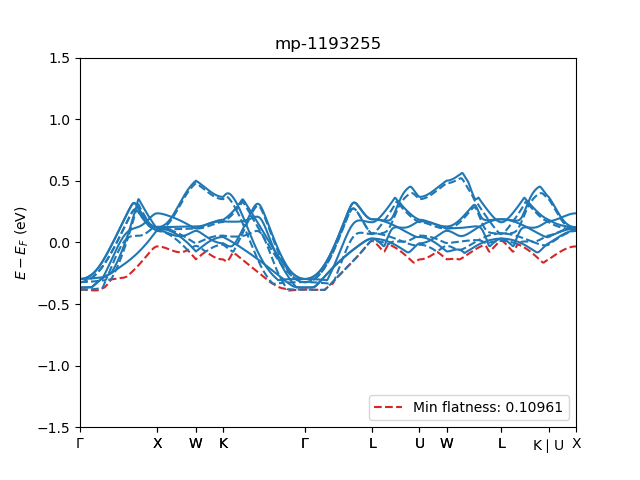 mp-1193255
E − E_F (eV)
1.5
1.0
0.5
0.0
−0.5
−1.0
−1.5
Min flatness: 0.10961
Γ X W K Γ L U W L K | U X